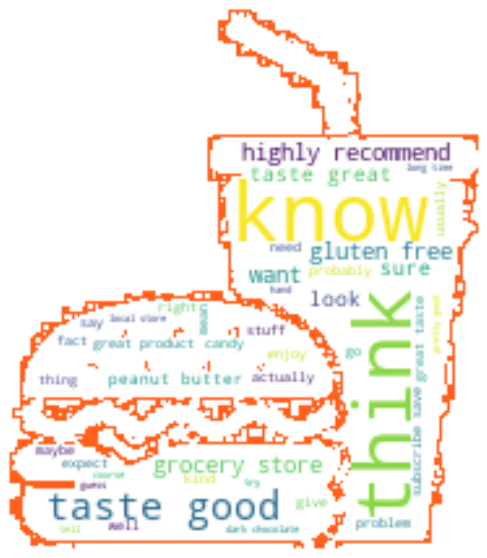 highly recommend
long time
taste great
know
usually
need
gluten free
want
probably
sure
hand
look
think
go
great taste
pretty good
subscribe save
right
say
local store
mean
stuff
fact
great product
candy
enjoy
thing
peanut butter
actually
maybe
expect
course
guess
grocery store
kind
try
taste good
give
tell
well
dark chocolate
problem